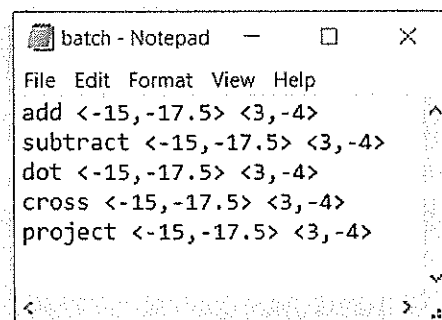 batch - Notepad
File Edit Format View Help
add <-15,-17.5> <3,-4>
subtract <-15,-17.5> <3,-4>
dot <-15,-17.5> <3,-4>
cross <-15,-17.5> <3,-4>
project <-15,-17.5> <3,-4>